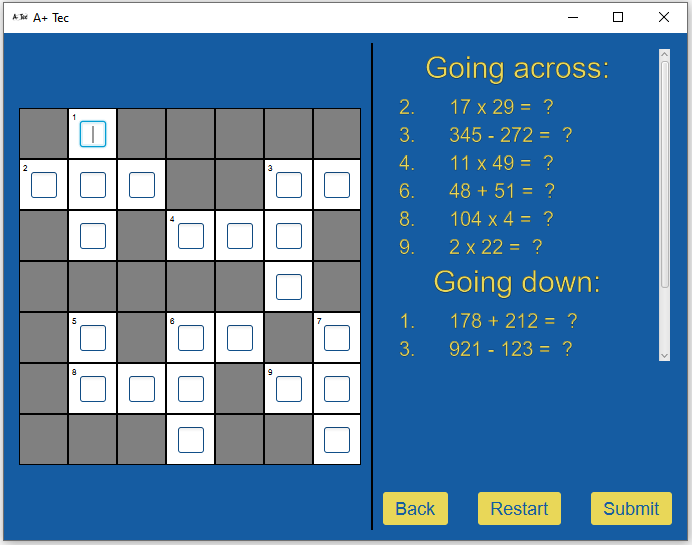 A+ Tec A+ Tec
1
2 3
4
5 6 7
8 9
Going across:
2. 17 x 29 = ?
3. 345 - 272 = ?
4. 11 x 49 = ?
6. 48 + 51 = ?
8. 104 x 4 = ?
9. 2 x 22 = ?
Going down:
1. 178 + 212 = ?
3. 921 - 123 = ?
Back Restart Submit